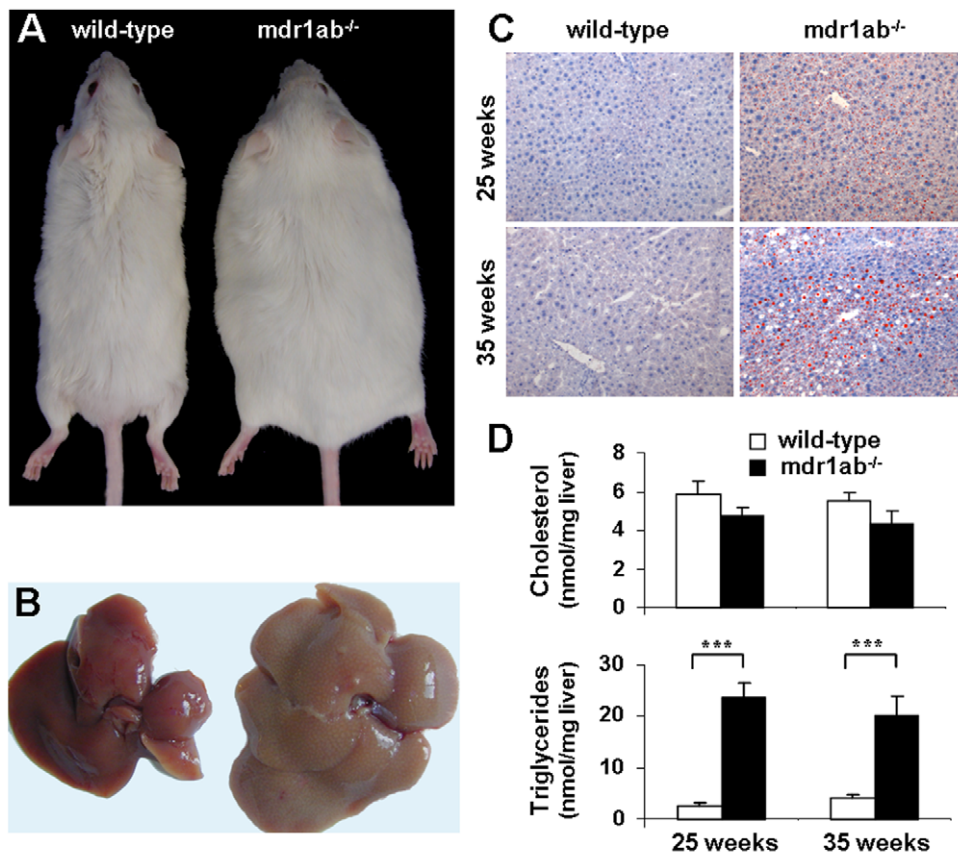 A
wild-type
mdr1ab-/-
B
C
wild-type
mdr1ab-/-
25 weeks
35 weeks
D
wild-type
mdr1ab-/-
Cholesterol
(nmol/mg liver)
8
6
4
2
0
Triglycerides
(nmol/mg liver)
30
20
10
0
***
***
25 weeks
35 weeks